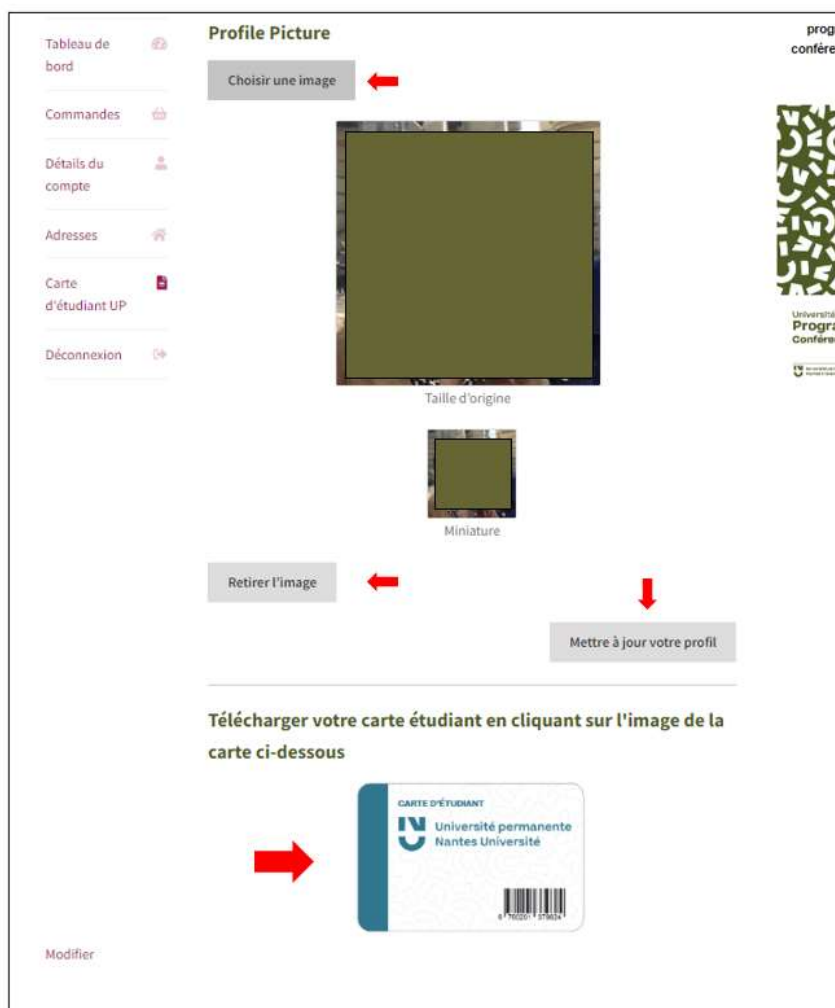 Tableau de
bord
Commandes
Détails du
compte
Adresses
Carte
d'étudiant UP
Déconnexion
Profile Picture
Choisir une image
Taille d'origine
Miniature
Retirer l'image
Mettre à jour votre profil
Télécharger votre carte étudiant en cliquant sur l'image de la
carte ci-dessous
CARTE D'ÉTUDIANT
Université permanente
Nantes Université
Modifier
progr
confére
Université
Progra
Confére